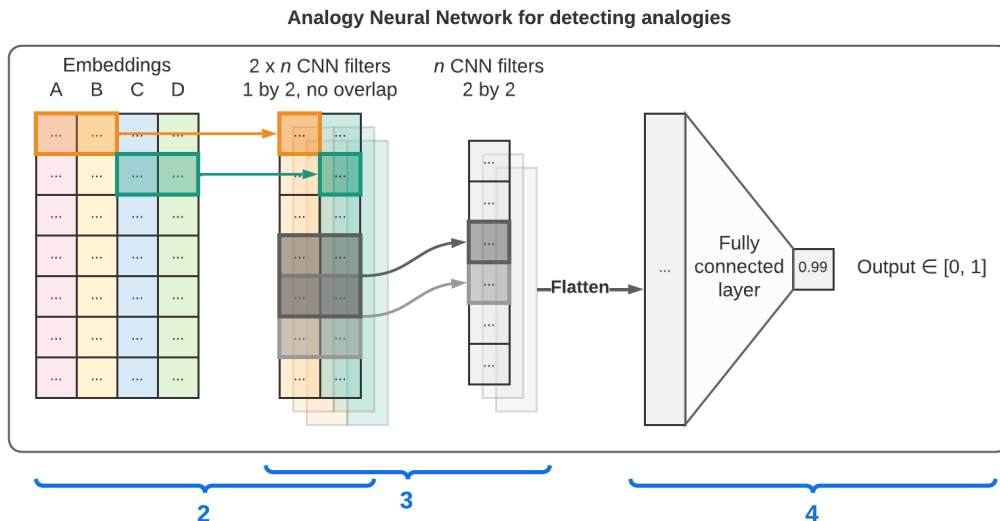 Analogy Neural Network for detecting analogies
Embeddings
A B C D
2 x n CNN filters
1 by 2, no overlap
n CNN filters
2 by 2
... ... ... ... ... ... ...
... ... ... ... ... ... ...
... ... ... ... ... ... ...
... ... ... ... ... ... ...
... ... ... ... ... ... ...
... ... ... ... ... ... ...
... ... ... ... ... ...
Flatten
...
Fully
connected
layer
0.99
Output ∈ [0, 1]
2
3
4